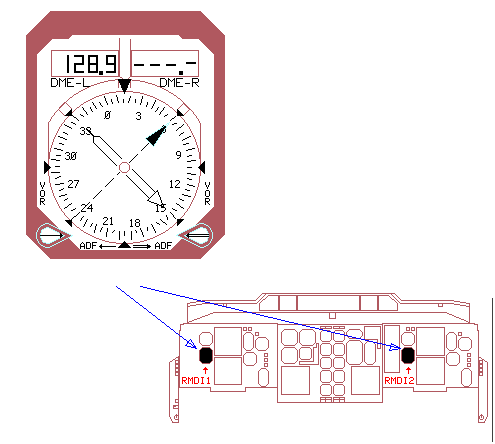 128.9 ---.-
DME-L DME-R
0
33 3
30 6
9
27 12
24 15
21 18
VOR VOR
ADF ADF
RMDI1 RMDI2